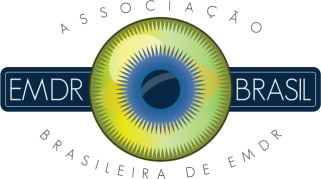 ASSOCIAÇÃO
EMDR BRASIL
BRASILEIRA DE EMDR